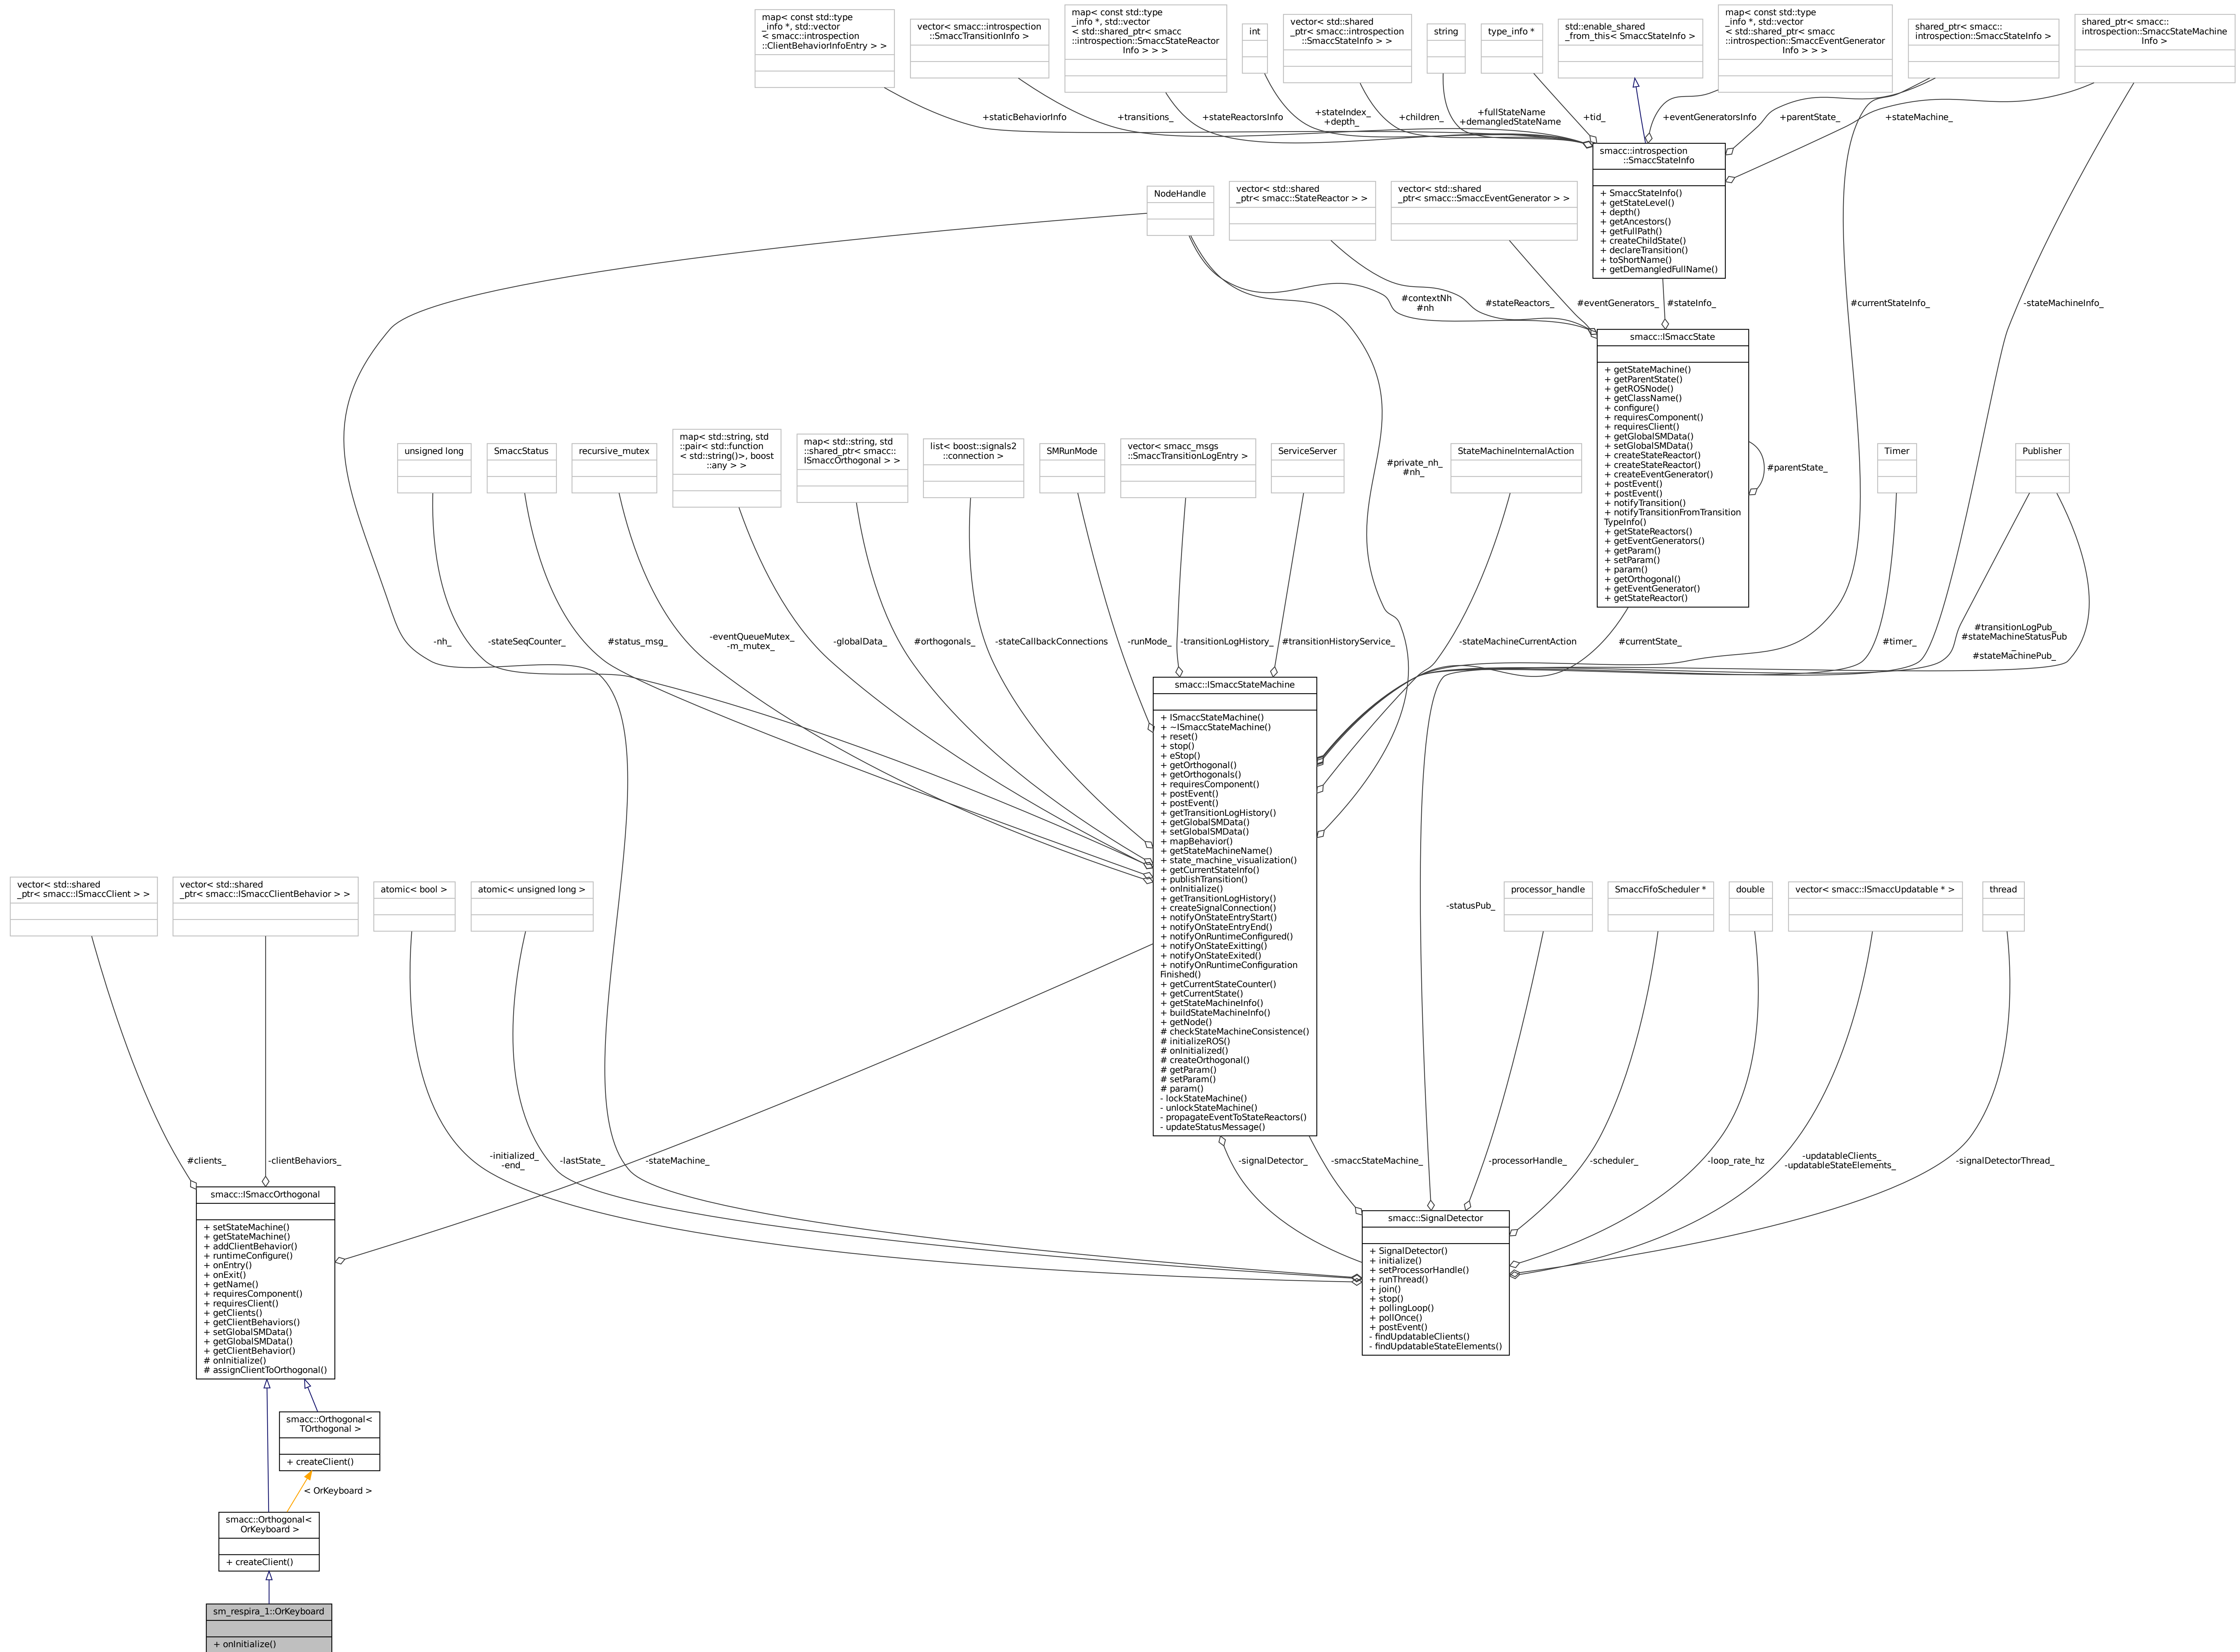 map< const std::type
_info *, std::vector
< smacc::introspection
::ClientBehaviorInfoEntry > >
vector< smacc::introspection
::SmaccTransitionInfo >
map< const std::type
_info *, std::vector
< std::shared_ptr< smacc
::introspection::SmaccStateReactor
Info > > >
int
vector< std::shared
_ptr< smacc::introspection
::SmaccStateInfo > >
string
type_info *
std::enable_shared
_from_this< SmaccStateInfo >
map< const std::type
_info *, std::vector
< std::shared_ptr< smacc
::introspection::SmaccEventGenerator
Info > > >
shared_ptr< smacc::
introspection::SmaccStateInfo >
shared_ptr< smacc::
introspection::SmaccStateMachine
Info >
+staticBehaviorInfo
+transitions_
+stateReactorsInfo
+stateIndex_
+depth_
+children_
+fullStateName
+demangledStateName
+tid_
+eventGeneratorsInfo
+parentState_
+stateMachine_
smacc::introspection
::SmaccStateInfo
+ SmaccStateInfo()
+ getStateLevel()
+ depth()
+ getAncestors()
+ getFullPath()
+ createChildState()
+ declareTransition()
+ toShortName()
+ getDemangledFullName()
NodeHandle
vector< std::shared
_ptr< smacc::StateReactor > >
vector< std::shared
_ptr< smacc::SmaccEventGenerator > >
#contextNh
#nh
#stateReactors_
#eventGenerators_
#stateInfo_
#currentStateInfo_
-stateMachineInfo_
smacc::ISmaccState
+ getStateMachine()
+ getParentState()
+ getROSNode()
+ getClassName()
+ configure()
+ requiresComponent()
+ requiresClient()
+ getGlobalSMData()
+ setGlobalSMData()
+ createStateReactor()
+ createStateReactor()
+ createEventGenerator()
+ postEvent()
+ postEvent()
+ notifyTransition()
+ notifyTransitionFromTransition
TypeInfo()
+ getStateReactors()
+ getEventGenerators()
+ getParam()
+ setParam()
+ param()
+ getOrthogonal()
+ getEventGenerator()
+ getStateReactor()
#parentState_
unsigned long
SmaccStatus
recursive_mutex
map< std::string, std
::pair< std::function
< std::string()>, boost
::any > >
map< std::string, std
::shared_ptr< smacc::
ISmaccOrthogonal > >
list< boost::signals2
::connection >
SMRunMode
vector< smacc_msgs
::SmaccTransitionLogEntry >
ServiceServer
#private_nh_
#nh_
StateMachineInternalAction
Timer
Publisher
-nh_
-stateSeqCounter_
#status_msg_
-eventQueueMutex_
-m_mutex_
-globalData_
#orthogonals_
-stateCallbackConnections
-runMode_
-transitionLogHistory_
#transitionHistoryService_
-stateMachineCurrentAction
#currentState_
#timer_
#transitionLogPub_
#stateMachineStatusPub
_
#stateMachinePub_
smacc::ISmaccStateMachine
+ ISmaccStateMachine()
+ ~ISmaccStateMachine()
+ reset()
+ stop()
+ eStop()
+ getOrthogonal()
+ getOrthogonals()
+ requiresComponent()
+ postEvent()
+ postEvent()
+ getTransitionLogHistory()
+ getGlobalSMData()
+ setGlobalSMData()
+ mapBehavior()
+ getStateMachineName()
+ state_machine_visualization()
+ getCurrentStateInfo()
+ publishTransition()
+ onInitialize()
+ getTransitionLogHistory()
+ createSignalConnection()
+ notifyOnStateEntryStart()
+ notifyOnStateEntryEnd()
+ notifyOnRuntimeConfigured()
+ notifyOnStateExitting()
+ notifyOnStateExited()
+ notifyOnRuntimeConfiguration
Finished()
+ getCurrentStateCounter()
+ getCurrentState()
+ getStateMachineInfo()
+ buildStateMachineInfo()
+ getNode()
# checkStateMachineConsistence()
# initializeROS()
# onInitialized()
# createOrthogonal()
# getParam()
# setParam()
# param()
- lockStateMachine()
- unlockStateMachine()
- propagateEventToStateReactors()
- updateStatusMessage()
vector< std::shared
_ptr< smacc::ISmaccClient > >
vector< std::shared
_ptr< smacc::ISmaccClientBehavior > >
atomic< bool >
atomic< unsigned long >
-statusPub_
processor_handle
SmaccFifoScheduler *
double
vector< smacc::ISmaccUpdatable * >
thread
#clients_
-clientBehaviors_
-initialized_
-end_
-lastState_
-stateMachine_
-signalDetector_
-smaccStateMachine_
-processorHandle_
-scheduler_
-loop_rate_hz
-updatableClients_
-updatableStateElements_
-signalDetectorThread_
smacc::ISmaccOrthogonal
+ setStateMachine()
+ getStateMachine()
+ addClientBehavior()
+ runtimeConfigure()
+ onEntry()
+ onExit()
+ getName()
+ requiresComponent()
+ requiresClient()
+ getClients()
+ getClientBehaviors()
+ setGlobalSMData()
+ getGlobalSMData()
+ getClientBehavior()
# onInitialize()
# assignClientToOrthogonal()
smacc::SignalDetector
+ SignalDetector()
+ initialize()
+ setProcessorHandle()
+ runThread()
+ join()
+ stop()
+ pollingLoop()
+ pollOnce()
+ postEvent()
- findUpdatableClients()
- findUpdatableStateElements()
smacc::Orthogonal<
TOrthogonal >
+ createClient()
< OrKeyboard >
smacc::Orthogonal<
OrKeyboard >
+ createClient()
sm_respira_1::OrKeyboard
+ onInitialize()